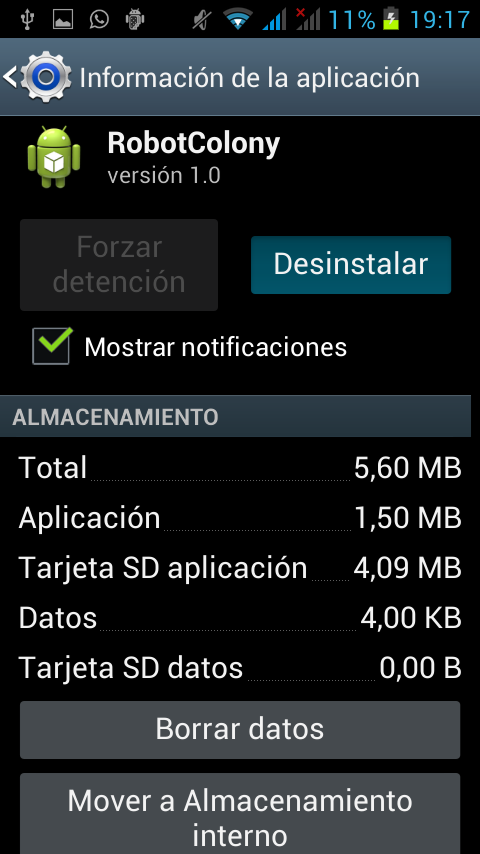 11% 19:17
Información de la aplicación
RobotColony
versión 1.0
Forzar
detención
Desinstalar
Mostrar notificaciones
ALMACENAMIENTO
Total 5,60 MB
Aplicación 1,50 MB
Tarjeta SD aplicación 4,09 MB
Datos 4,00 KB
Tarjeta SD datos 0,00 B
Borrar datos
Mover a Almacenamiento
interno